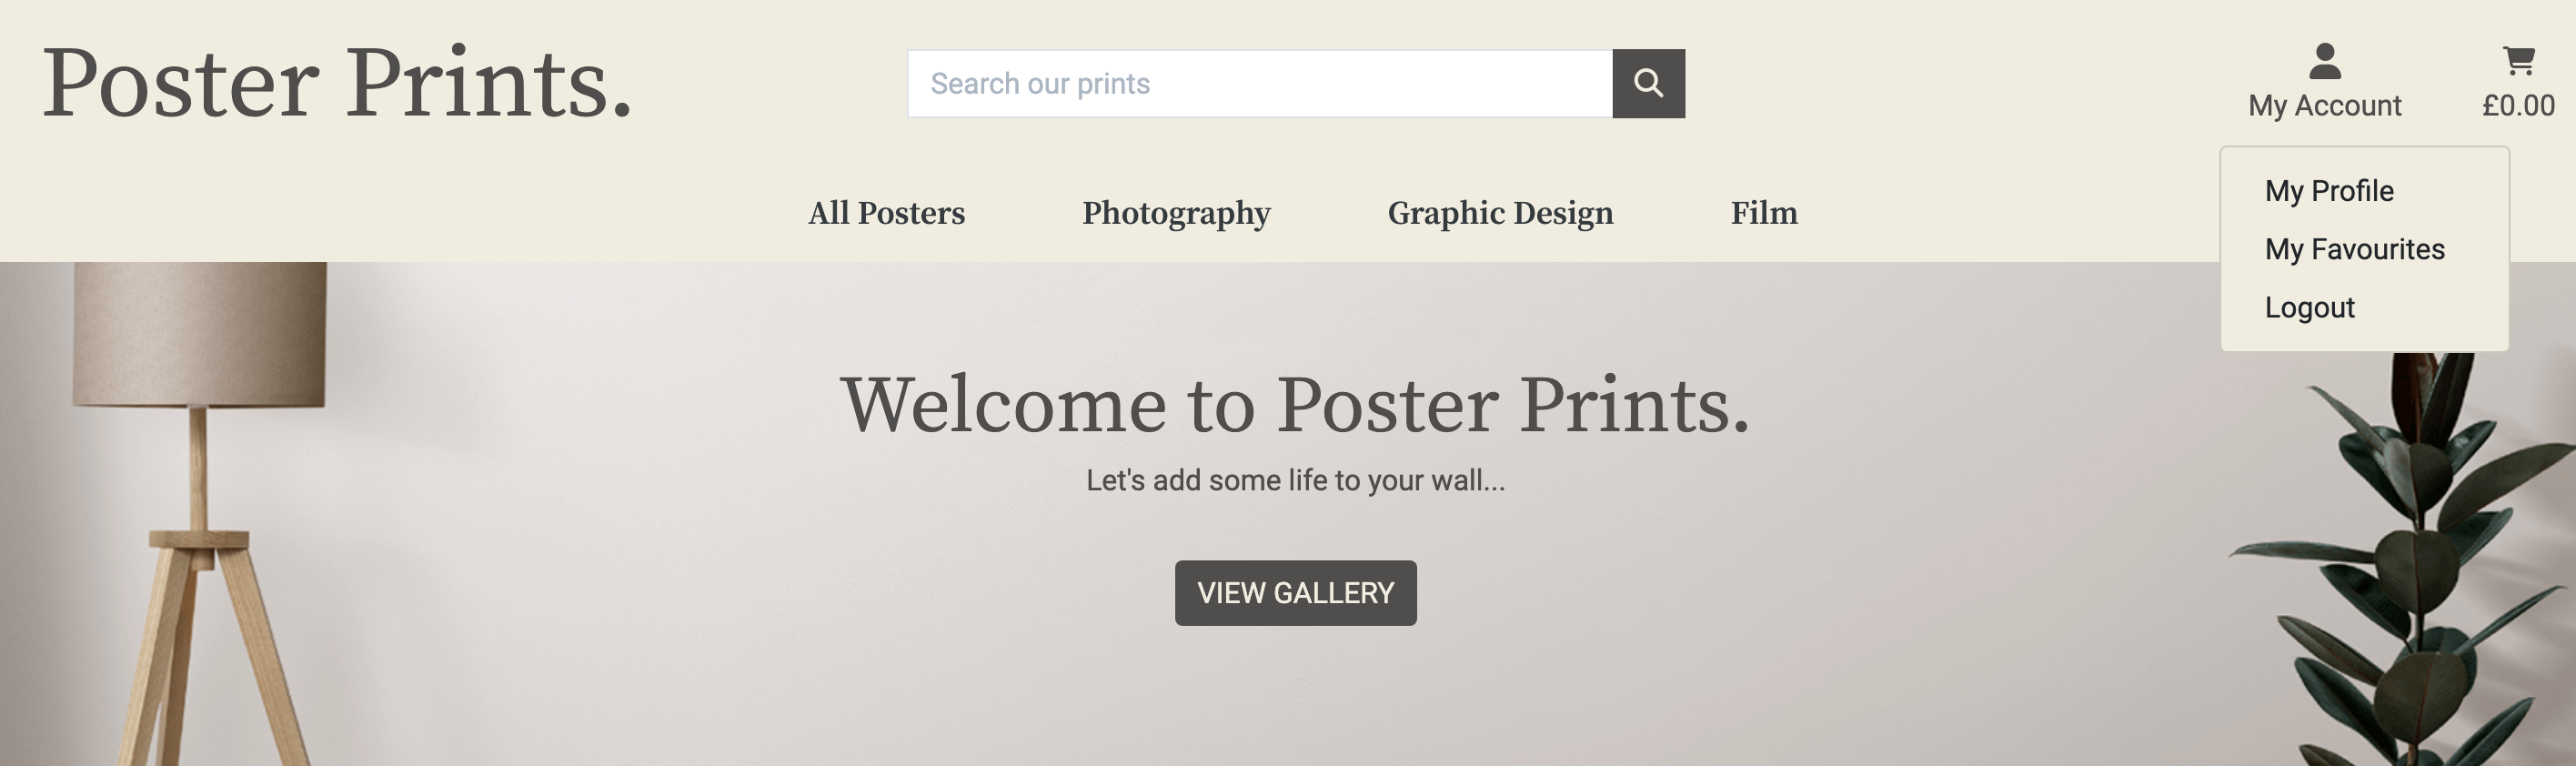 Poster Prints.
Search our prints
My Account
£0.00
All Posters
Photography
Graphic Design
Film
My Profile
My Favourites
Logout
Welcome to Poster Prints.
Let's add some life to your wall...
VIEW GALLERY